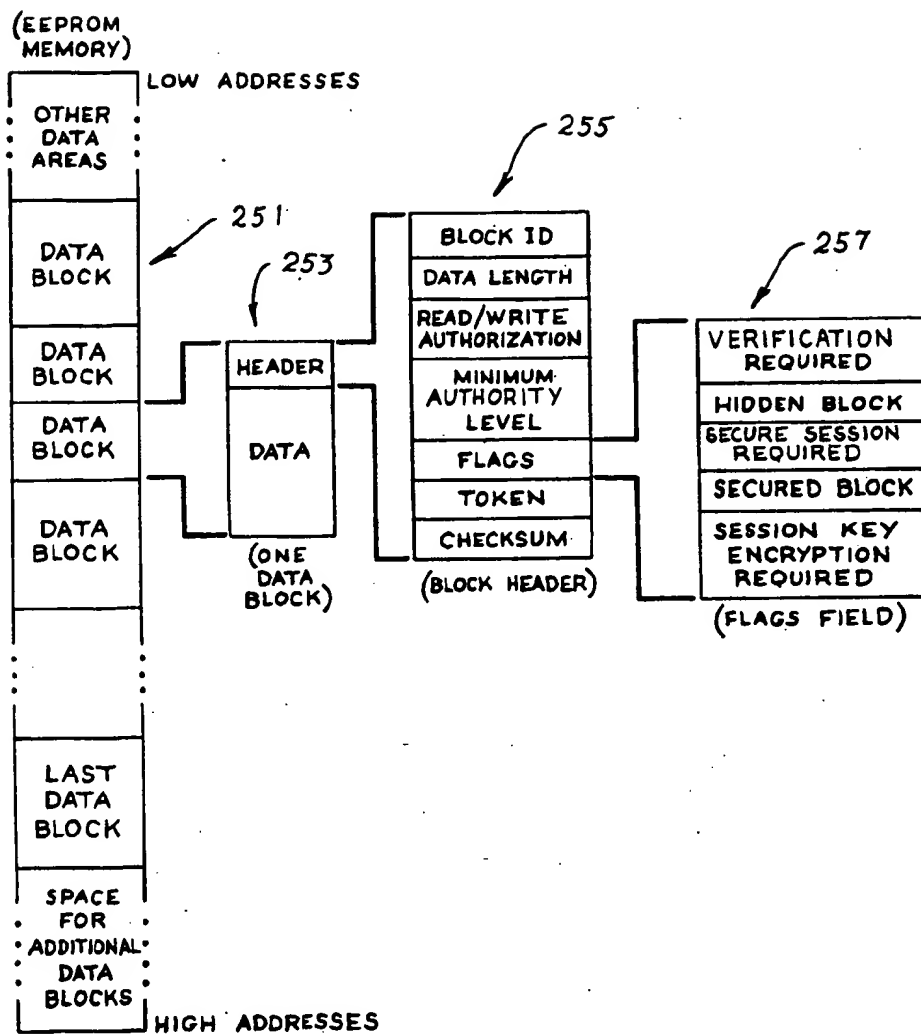 (EEPROM
MEMORY)
LOW ADDRESSES
OTHER
DATA
AREAS
DATA
BLOCK
DATA
BLOCK
DATA
BLOCK
DATA
BLOCK
LAST
DATA
BLOCK
SPACE
FOR
ADDITIONAL
DATA
BLOCKS
HIGH ADDRESSES
251
253
HEADER
DATA
(ONE
DATA
BLOCK)
255
BLOCK ID
DATA LENGTH
READ/WRITE
AUTHORIZATION
MINIMUM
AUTHORITY
LEVEL
FLAGS
TOKEN
CHECKSUM
(BLOCK HEADER)
257
VERIFICATION
REQUIRED
HIDDEN BLOCK
SECURE SESSION
REQUIRED
SECURED BLOCK
SESSION KEY
ENCRYPTION
REQUIRED
(FLAGS FIELD)